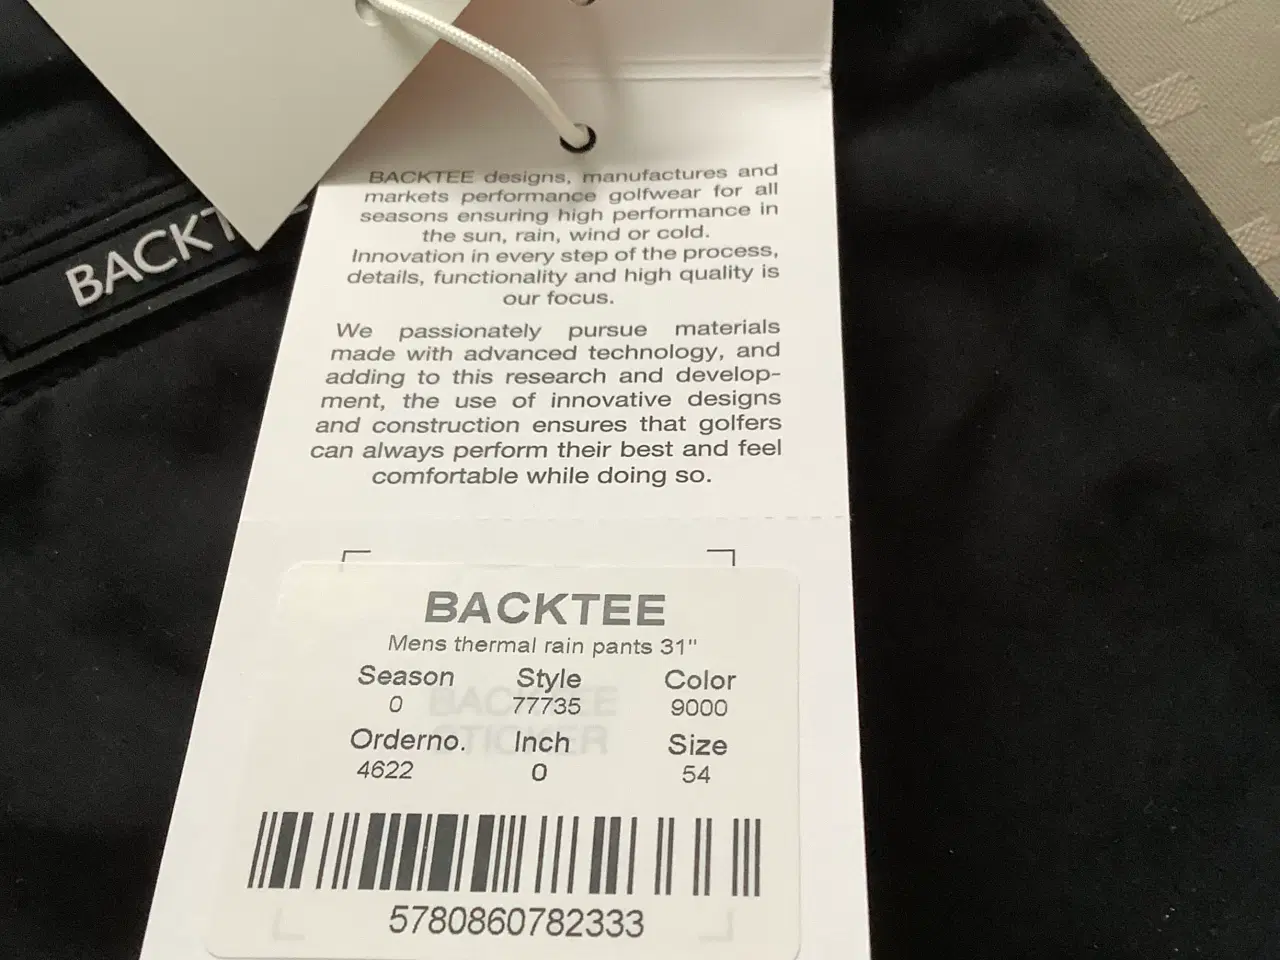 BACKT
BACKTEE designs, manufactures and
markets performance golfwear for all
seasons ensuring high performance in
the sun, rain, wind or cold.
Innovation in every step of the process,
details, functionality and high quality is
our focus.
We passionately pursue materials
made with advanced technology, and
adding to this research and develop-
ment, the use of innovative designs
and construction ensures that golfers
can always perform their best and feel
comfortable while doing so.
BACKTEE
Mens thermal rain pants 31"
Season Style Color
0 77735 9000
BACKTEE
STICKER
Orderno. Inch Size
4622 0 54
5780860782333